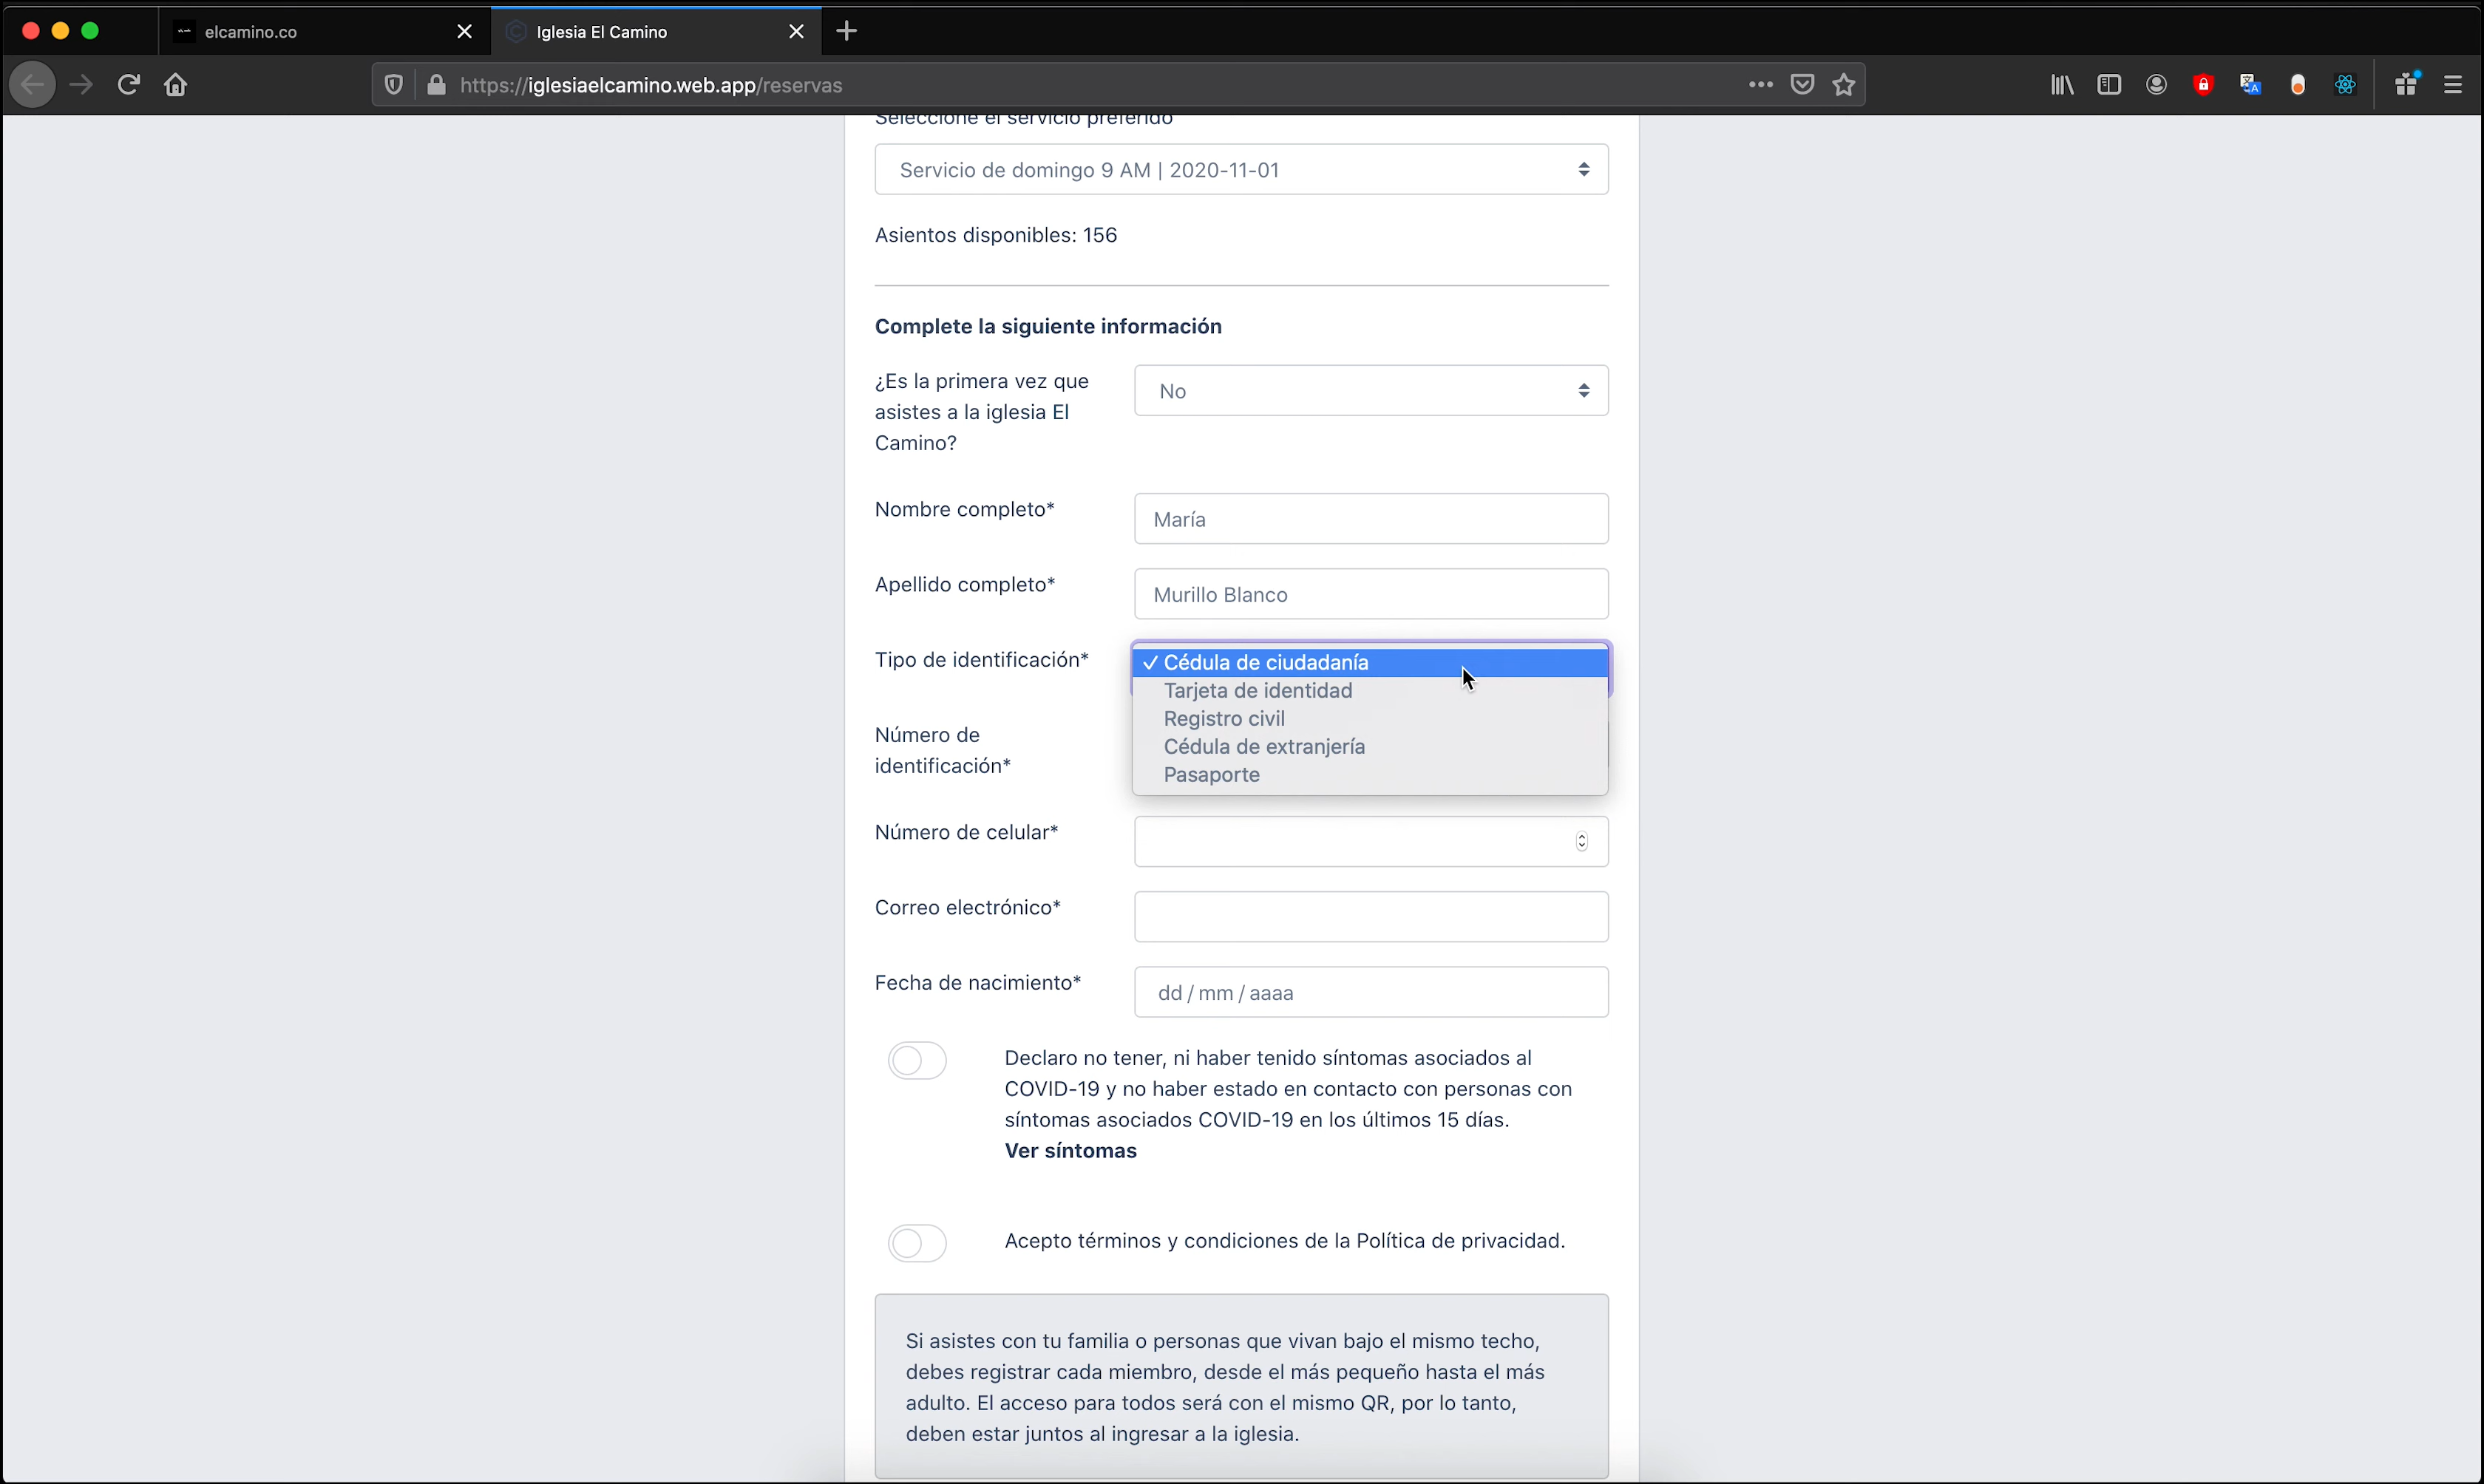 elcamino.co
Iglesia El Camino
https://iglesiaelcamino.web.app/reservas
Seleccione el servicio preferido
Servicio de domingo 9 AM | 2020-11-01
Asientos disponibles: 156
Complete la siguiente información
¿Es la primera vez que
asistes a la iglesia El
Camino?
No
Nombre completo*
María
Apellido completo*
Murillo Blanco
Tipo de identificación*
✓ Cédula de ciudadanía
Tarjeta de identidad
Registro civil
Cédula de extranjería
Pasaporte
Número de
identificación*
Número de celular*
Correo electrónico*
Fecha de nacimiento*
dd / mm / aaaa
Declaro no tener, ni haber tenido síntomas asociados al
COVID-19 y no haber estado en contacto con personas con
síntomas asociados COVID-19 en los últimos 15 días.
Ver síntomas
Acepto términos y condiciones de la Política de privacidad.
Si asistes con tu familia o personas que vivan bajo el mismo techo,
debes registrar cada miembro, desde el más pequeño hasta el más
adulto. El acceso para todos será con el mismo QR, por lo tanto,
deben estar juntos al ingresar a la iglesia.